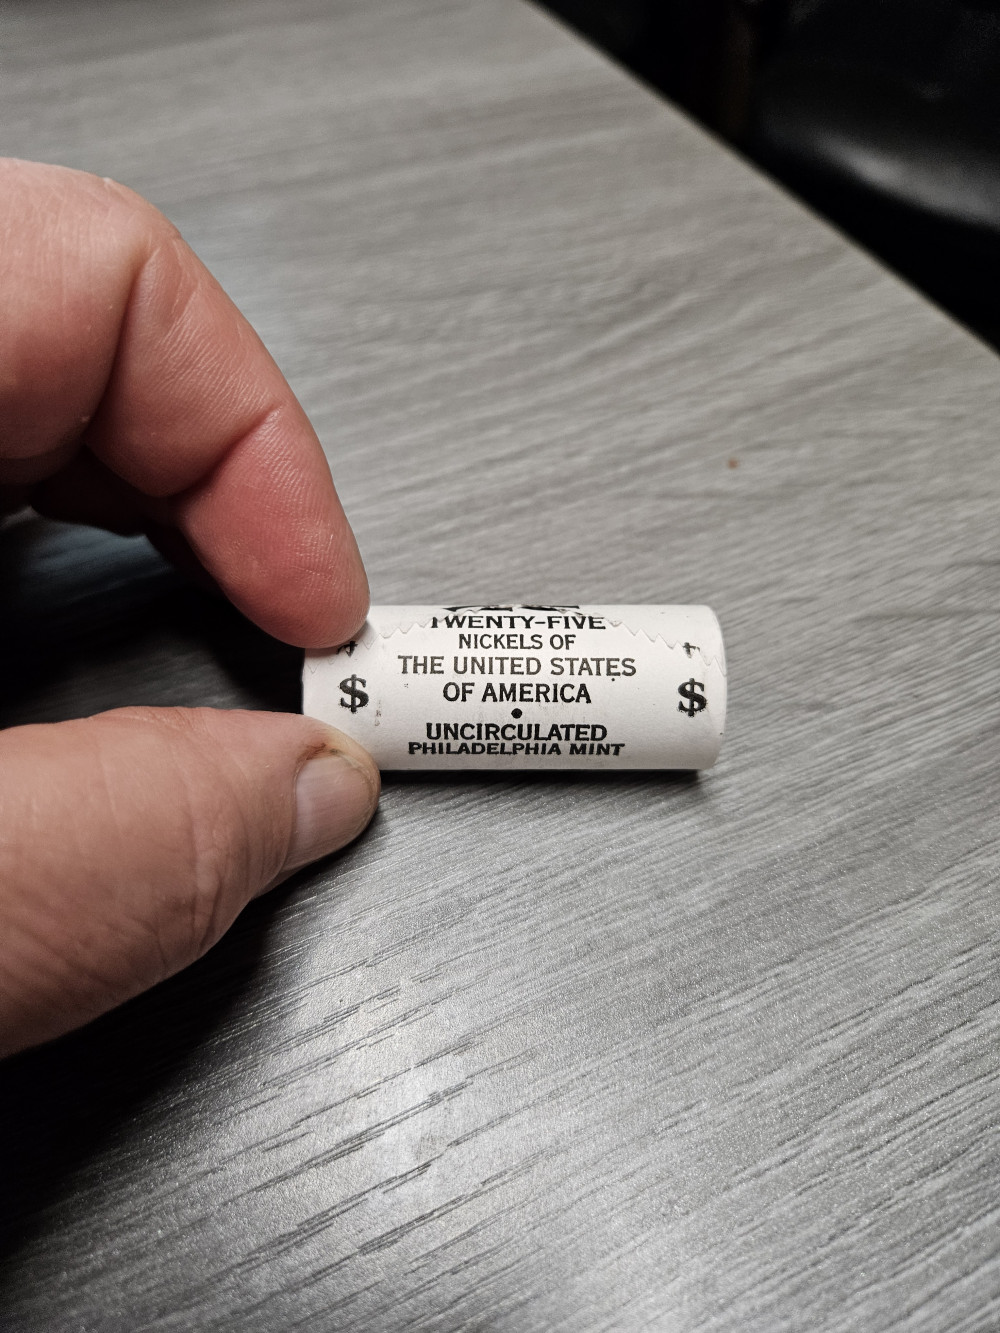 TWENTY-FIVE
NICKELS OF
THE UNITED STATES
$ OF AMERICA $
•
UNCIRCULATED
PHILADELPHIA MINT